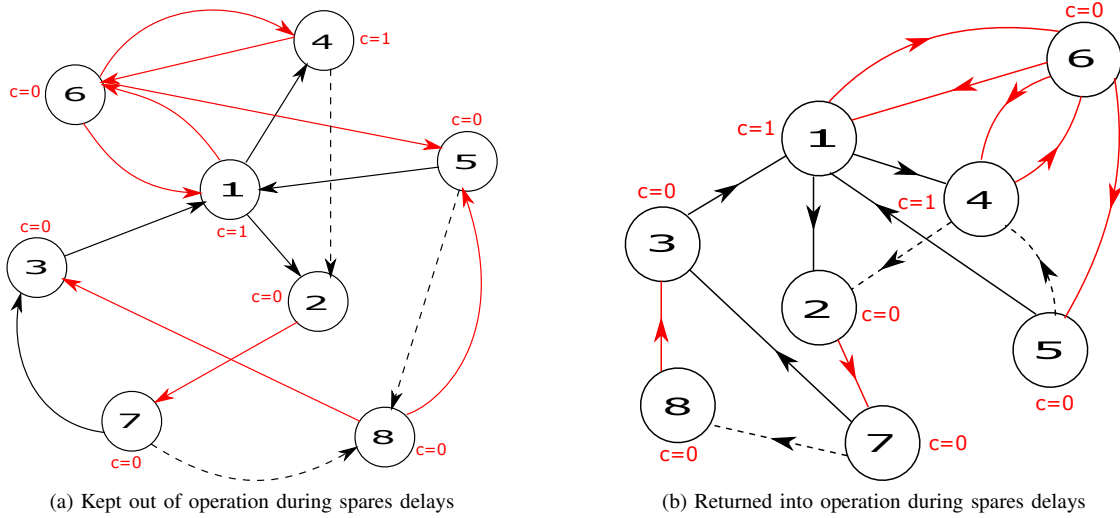 c=0
4
c=1
6
c=0
c=0
5
1
c=1
c=0
3
c=0
2
7
c=0
8
c=0
(a) Kept out of operation during spares delays
c=0
6
c=1
1
c=0
3
c=1
4
2
c=0
5
c=0
8
c=0
7
c=0
(b) Returned into operation during spares delays